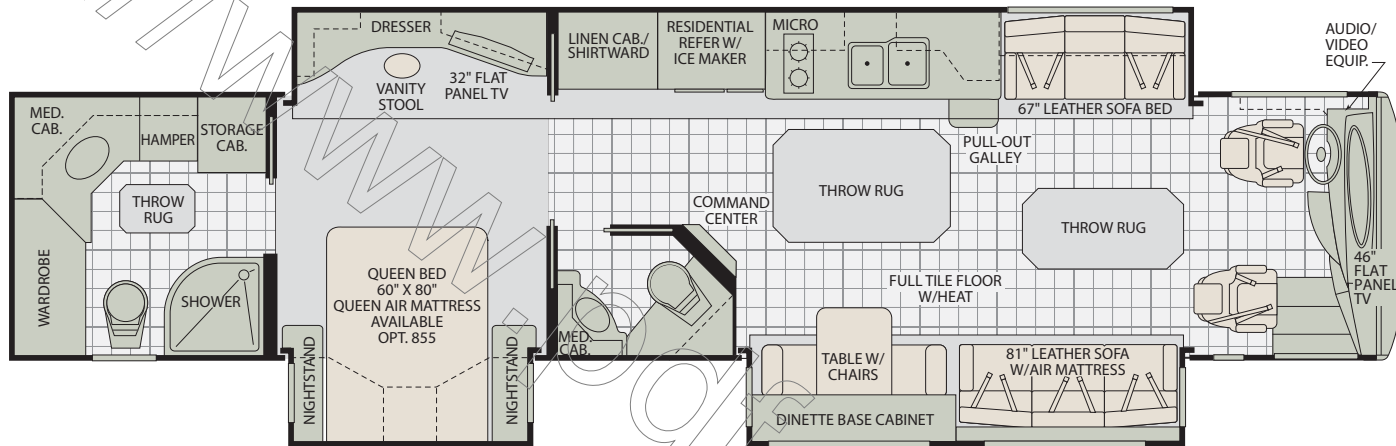 DRESSER
VANITY
STOOL
32" FLAT
PANEL TV
LINEN CAB./
SHIRTWARD
RESIDENTIAL
REFER W/
ICE MAKER
MICRO
67" LEATHER SOFA BED
AUDIO/
VIDEO
EQUIP.
MED.
CAB.
HAMPER
STORAGE
CAB.
THROW
RUG
WARDROBE
SHOWER
QUEEN BED
60" X 80"
QUEEN AIR MATTRESS
AVAILABLE
OPT. 855
NIGHTSTAND
NIGHTSTAND
MED.
CAB.
COMMAND
CENTER
THROW RUG
PULL-OUT
GALLEY
THROW RUG
FULL TILE FLOOR
W/HEAT
TABLE W/
CHAIRS
DINETTE BASE CABINET
81" LEATHER SOFA
W/AIR MATTRESS
46"
FLAT
PANEL
TV